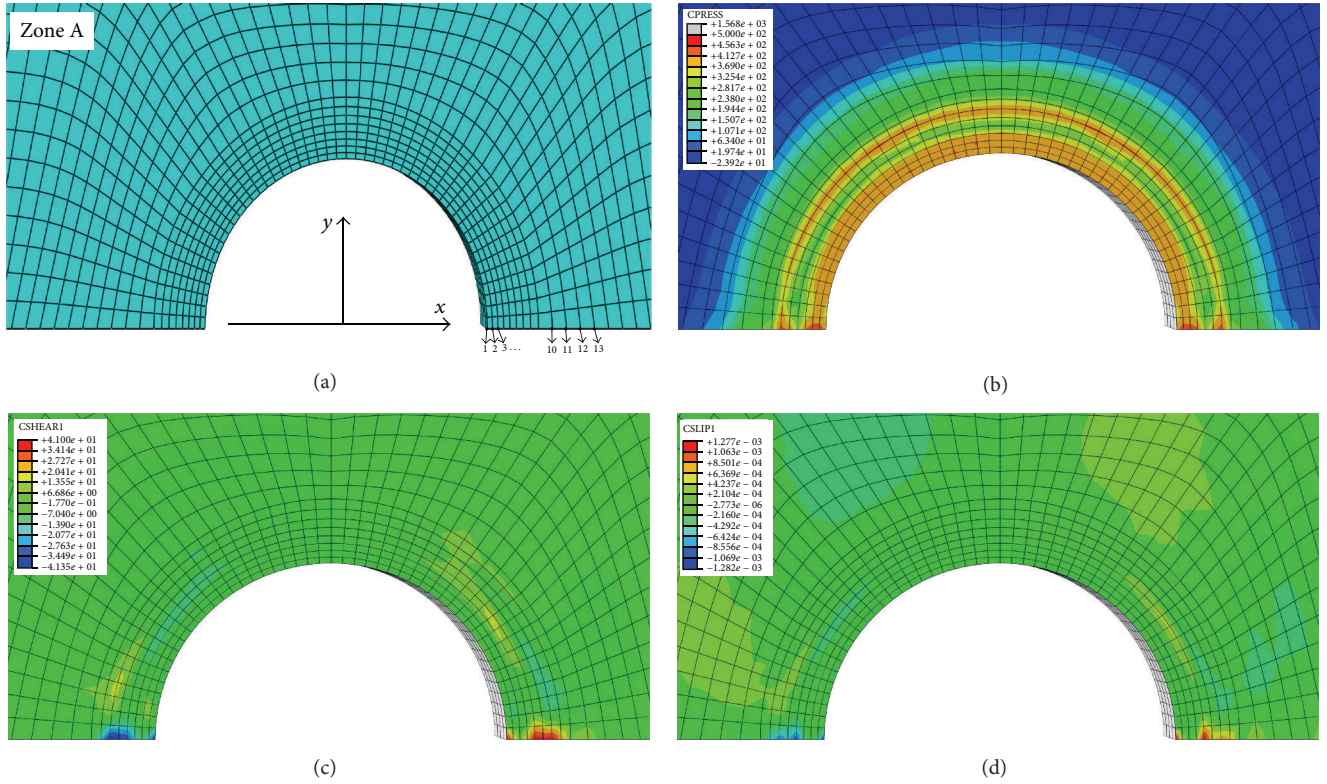 Zone A
y
x
1 2 3 ... 10 11 12 13
(a)
CPRESS
+1.568e + 03
+5.000e + 02
+4.563e + 02
+4.127e + 02
+3.690e + 02
+3.254e + 02
+2.817e + 02
+2.380e + 02
+1.944e + 02
+1.507e + 02
+1.071e + 02
+6.340e + 01
+1.974e + 01
−2.392e + 01
(b)
CSHEAR1
+4.100e + 01
+3.414e + 01
+2.727e + 01
+2.041e + 01
+1.355e + 01
+6.686e + 00
−1.770e − 01
−7.040e + 00
−1.390e + 01
−2.077e + 01
−2.763e + 01
−3.449e + 01
−4.135e + 01
(c)
CSLIP1
+1.277e − 03
+1.063e − 03
+8.501e − 04
+6.369e − 04
+4.237e − 04
+2.104e − 04
−2.773e − 06
−2.160e − 04
−4.292e − 04
−6.424e − 04
−8.556e − 04
−1.069e − 03
−1.282e − 03
(d)